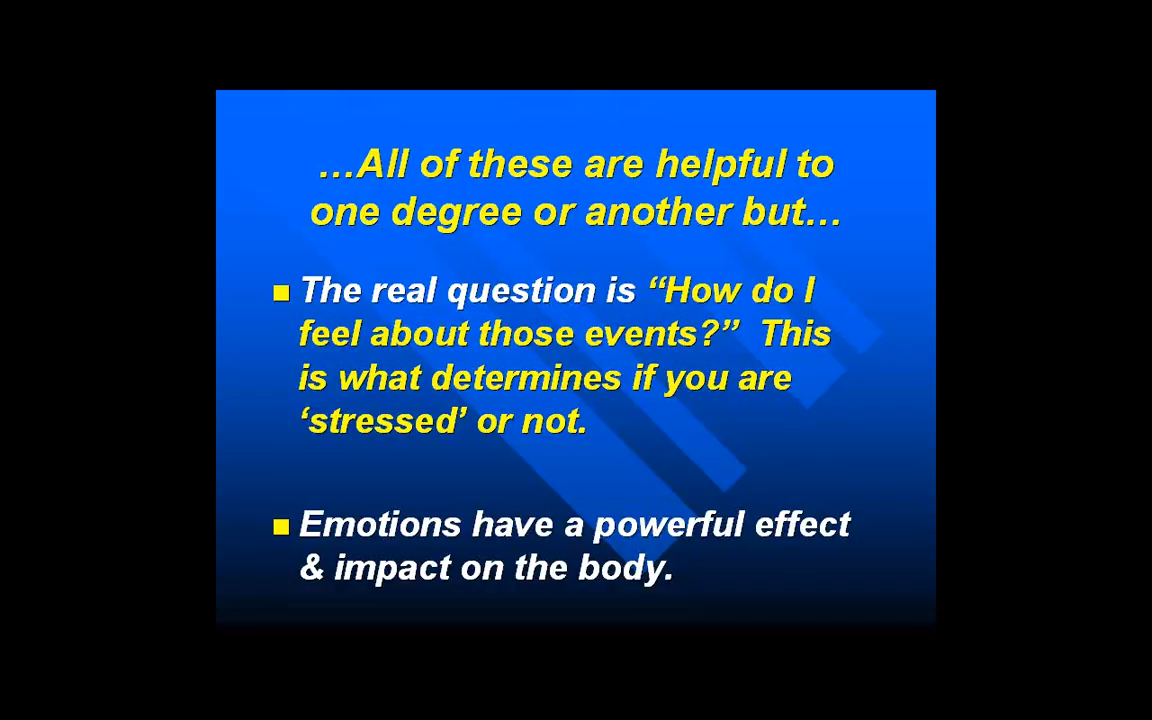 …All of these are helpful to
one degree or another but…
The real question is “How do I
feel about those events?”  This
is what determines if you are
‘stressed’ or not.
Emotions have a powerful effect
& impact on the body.